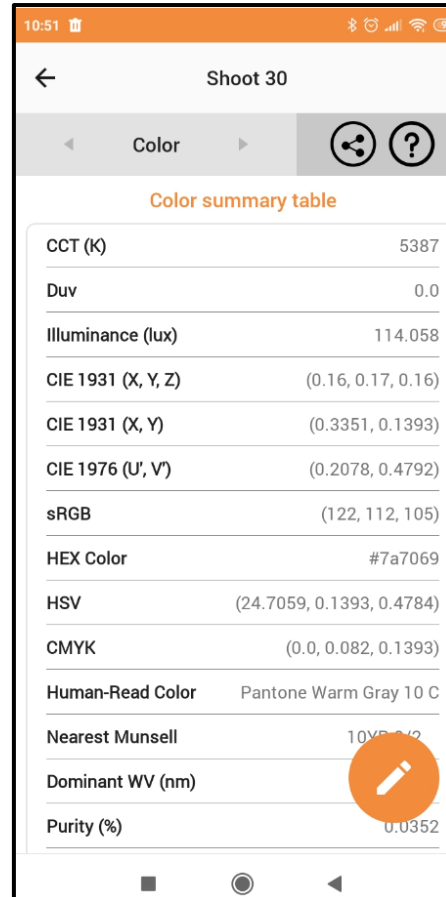 10:51
Shoot 30
Color
Color summary table
CCT (K) 5387
Duv 0.0
Illuminance (lux) 114.058
CIE 1931 (X, Y, Z) (0.16, 0.17, 0.16)
CIE 1931 (X, Y) (0.3351, 0.1393)
CIE 1976 (U', V') (0.2078, 0.4792)
sRGB (122, 112, 105)
HEX Color #7a7069
HSV (24.7059, 0.1393, 0.4784)
CMYK (0.0, 0.082, 0.1393)
Human-Read Color Pantone Warm Gray 10 C
Nearest Munsell
Dominant WV (nm)
Purity (%) 0.0352